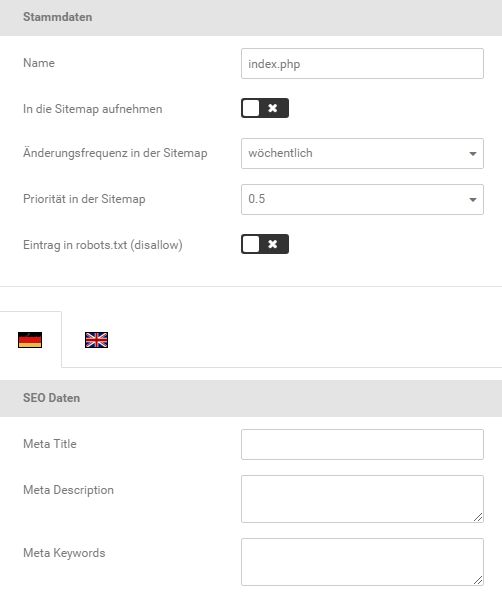 Stammdaten
Name index.php
In die Sitemap aufnehmen
Änderungsfrequenz in der Sitemap wöchentlich
Priorität in der Sitemap 0.5
Eintrag in robots.txt (disallow)
SEO Daten
Meta Title
Meta Description
Meta Keywords